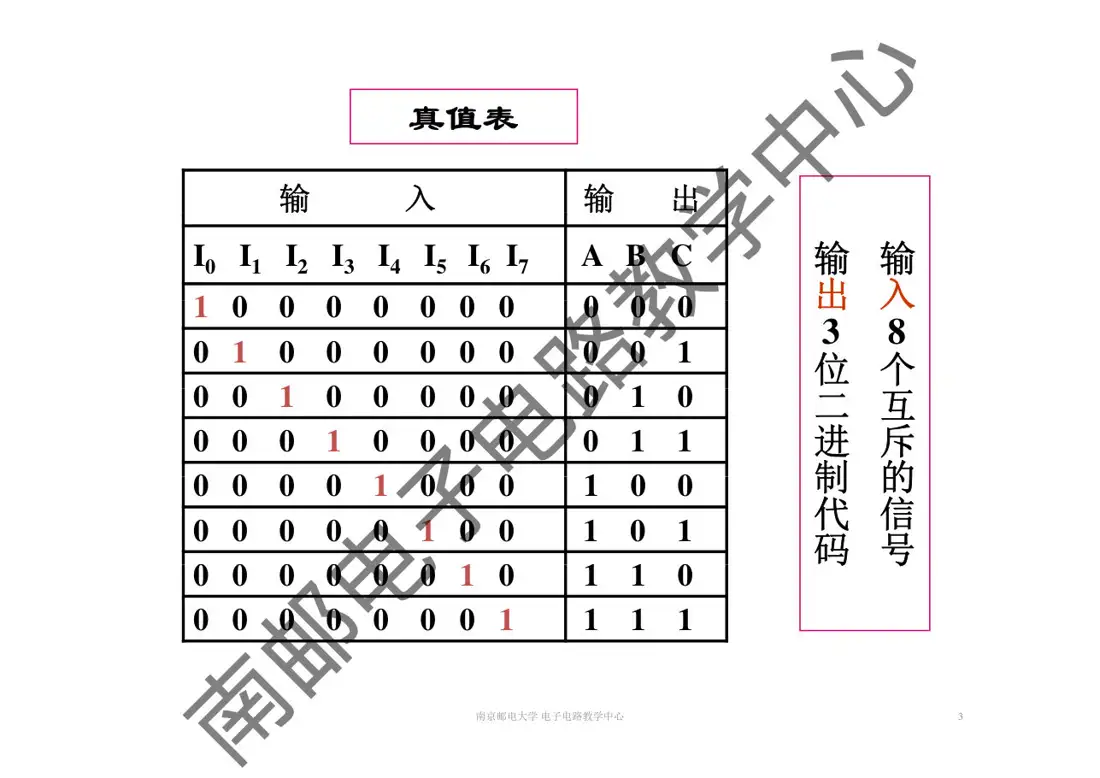 真值表
输 入 输 出
I₀ I₁ I₂ I₃ I₄ I₅ I₆ I₇ A B C
1 0 0 0 0 0 0 0 0 0 0
0 1 0 0 0 0 0 0 0 0 1
0 0 1 0 0 0 0 0 0 1 0
0 0 0 1 0 0 0 0 0 1 1
0 0 0 0 1 0 0 0 1 0 0
0 0 0 0 0 1 0 0 1 0 1
0 0 0 0 0 0 1 0 1 1 0
0 0 0 0 0 0 0 1 1 1 1
输入8个互斥的信号
输出3位二进制代码
南邮电子电路教学中心
南京邮电大学 电子电路教学中心
3